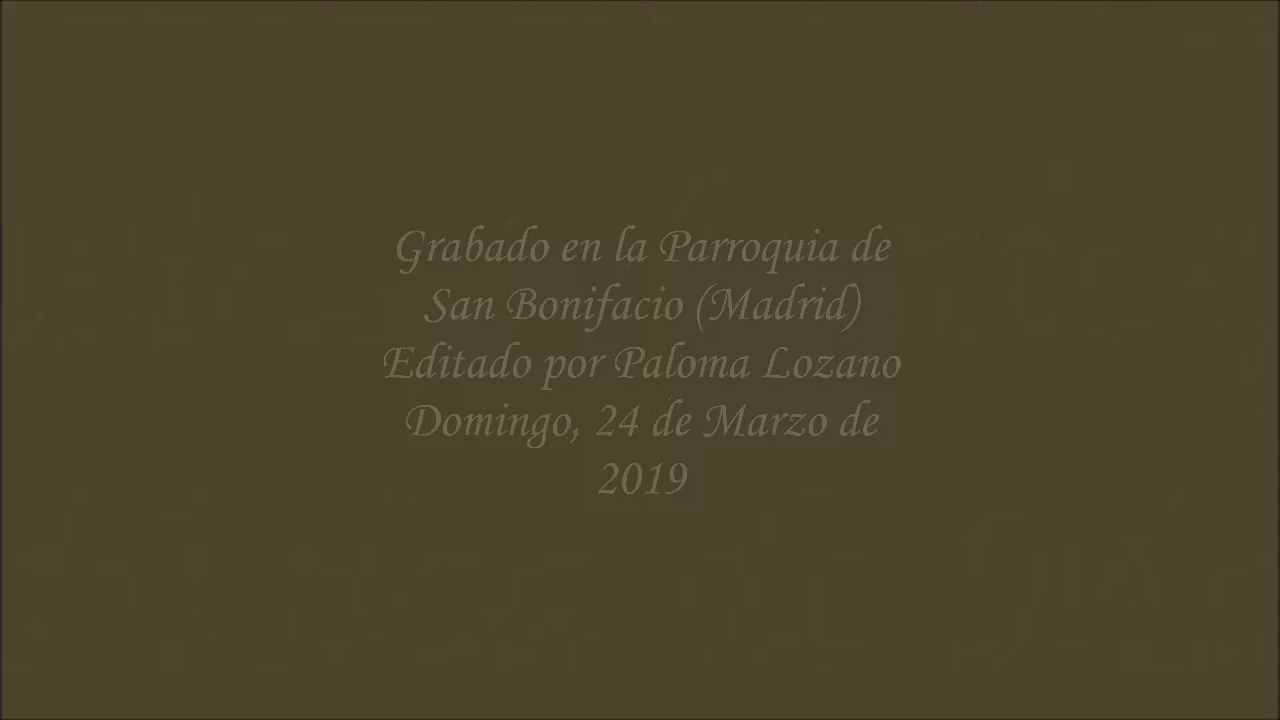 Grabado en la Parroquia de
San Bonifacio (Madrid)
Editado por Paloma Lozano
Domingo, 24 de Marzo de
2019